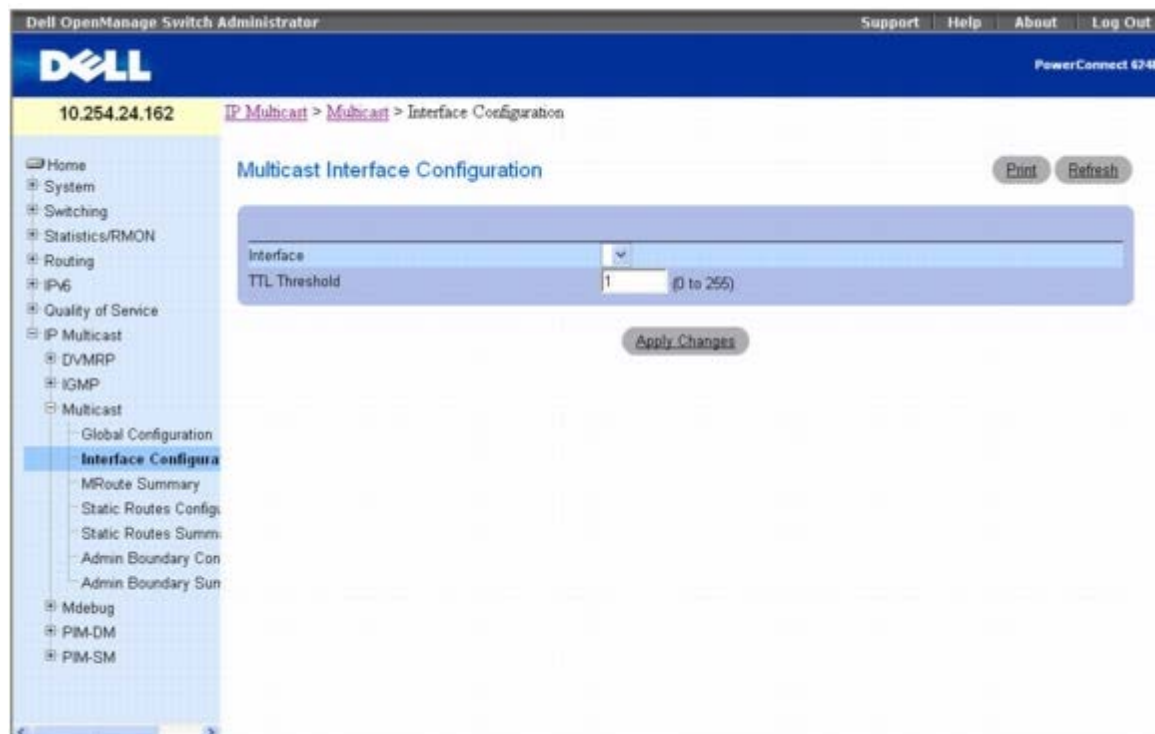 Dell OpenManage Switch Administrator Support Help About Log Out
DELL
PowerConnect 6248
10.254.24.162
IP Multicast > Multicast > Interface Configuration
Home
System
Switching
Statistics/RMON
Routing
IPv6
Quality of Service
IP Multicast
DVMRP
IGMP
Multicast
Global Configuration
Interface Configura
MRoute Summary
Static Routes Configu
Static Routes Summ
Admin Boundary Con
Admin Boundary Sum
Mdebug
PIM-DM
PIM-SM
Multicast Interface Configuration
Print Refresh
Interface
TTL Threshold 1 (0 to 255)
Apply Changes